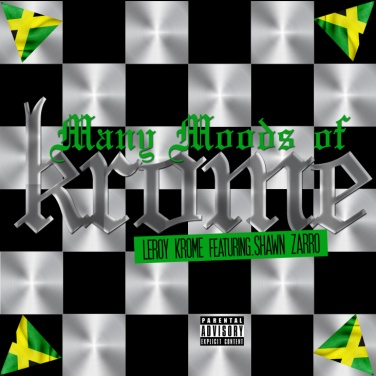 Many Moods of
krome
LEROY KROME FEATURING.SHAWN ZARRO
PARENTAL
ADVISORY
EXPLICIT CONTENT